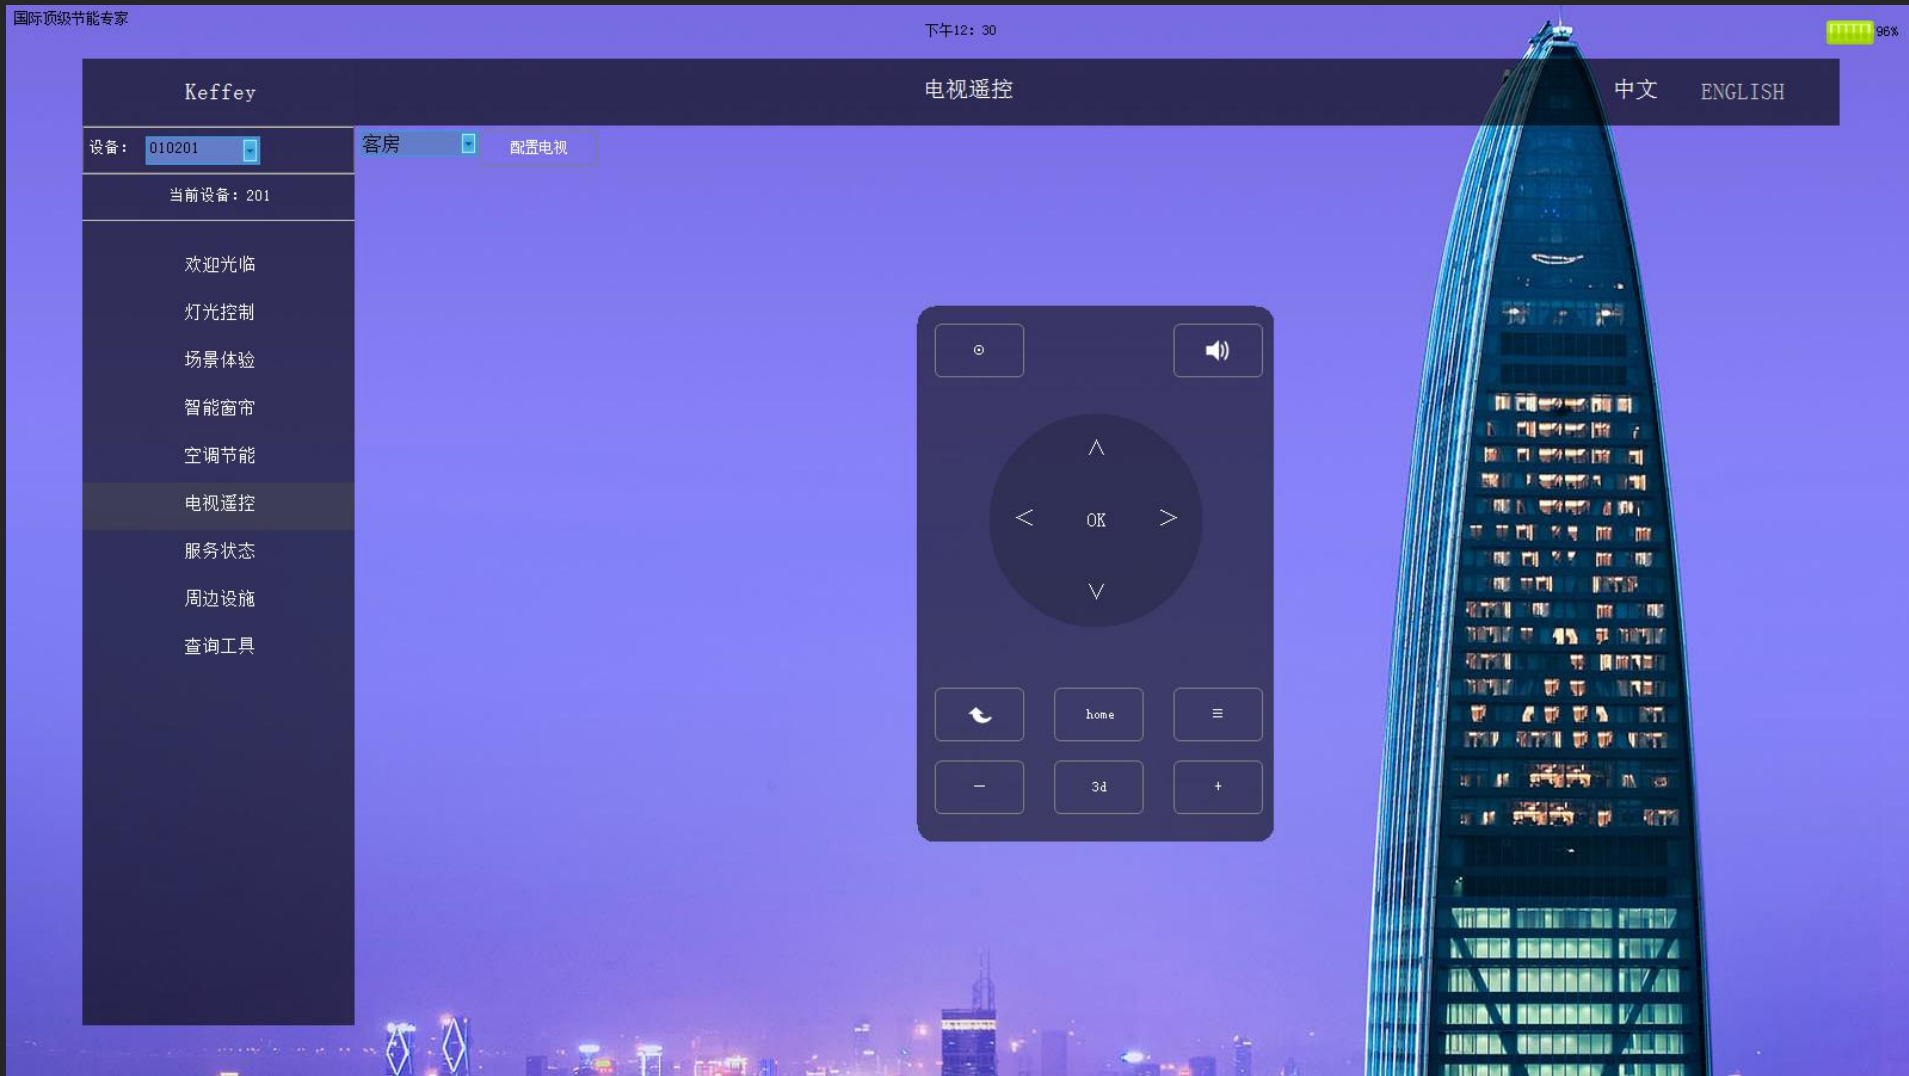 国际顶级节能专家
下午12: 30
96%
Keffey
电视遥控
中文
ENGLISH
设备: 010201
客房
配置电视
当前设备: 201
欢迎光临
灯光控制
场景体验
智能窗帘
空调节能
电视遥控
服务状态
周边设施
查询工具
OK
home
3d